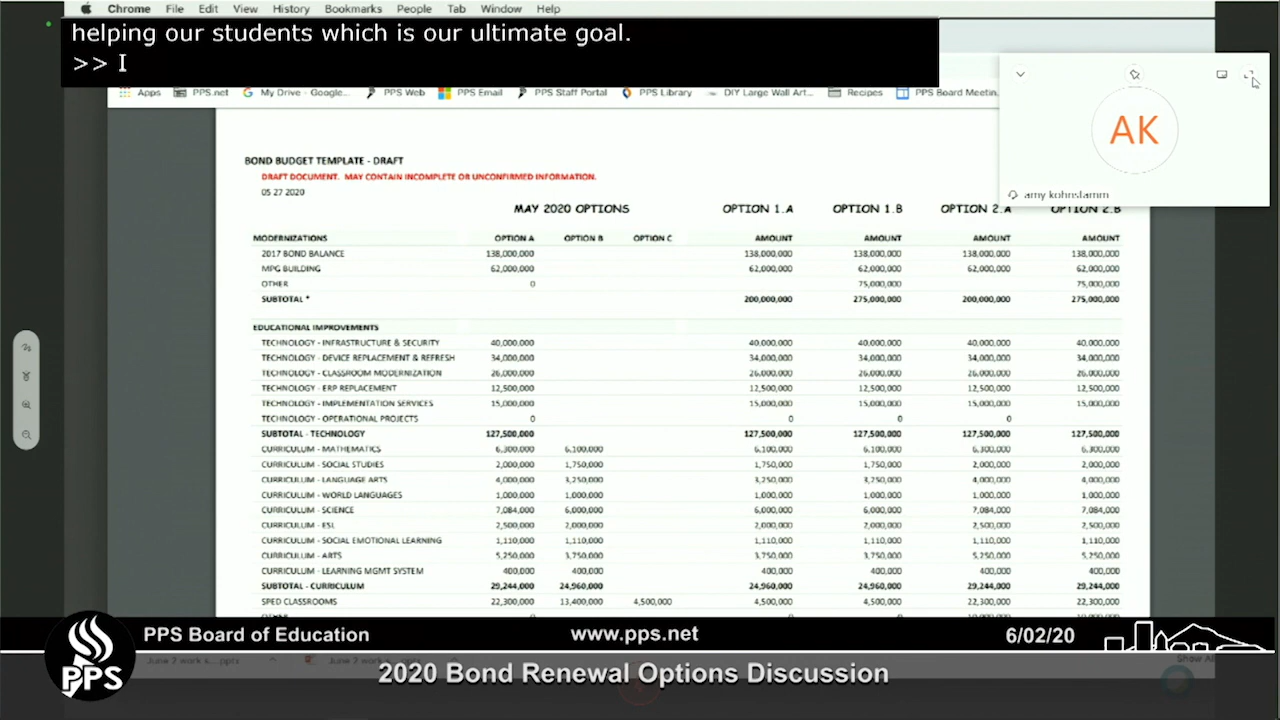 Chrome File Edit View History Bookmarks People Tab Window Help
helping our students which is our ultimate goal.
>> I
Apps PPS.net My Drive - Google... PPS Web PPS Email PPS Staff Portal PPS Library DIY Large Wall Art... Recipes PPS Board Meetin.
AK
amy kohnstamm
BOND BUDGET TEMPLATE - DRAFT
DRAFT DOCUMENT. MAY CONTAIN INCOMPLETE OR UNCONFIRMED INFORMATION.
05 27 2020
MAY 2020 OPTIONS OPTION 1.A OPTION 1.B OPTION 2.A OPTION 2.B
MODERNIZATIONS OPTION A OPTION B OPTION C AMOUNT AMOUNT AMOUNT AMOUNT
2017 BOND BALANCE 138,000,000 138,000,000 138,000,000 138,000,000 138,000,000
MPG BUILDING 62,000,000 62,000,000 62,000,000 62,000,000 62,000,000
OTHER 0 75,000,000 75,000,000
SUBTOTAL * 200,000,000 275,000,000 200,000,000 275,000,000
EDUCATIONAL IMPROVEMENTS
TECHNOLOGY - INFRASTRUCTURE & SECURITY 40,000,000 40,000,000 40,000,000 40,000,000 40,000,000
TECHNOLOGY - DEVICE REPLACEMENT & REFRESH 34,000,000 34,000,000 34,000,000 34,000,000 34,000,000
TECHNOLOGY - CLASSROOM MODERNIZATION 26,000,000 26,000,000 26,000,000 26,000,000 26,000,000
TECHNOLOGY - ERP REPLACEMENT 12,500,000 12,500,000 12,500,000 12,500,000 12,500,000
TECHNOLOGY - IMPLEMENTATION SERVICES 15,000,000 15,000,000 15,000,000 15,000,000 15,000,000
TECHNOLOGY - OPERATIONAL PROJECTS 0 0 0 0
SUBTOTAL - TECHNOLOGY 127,500,000 127,500,000 127,500,000 127,500,000 127,500,000
CURRICULUM - MATHEMATICS 6,300,000 6,100,000 6,100,000 6,100,000 6,300,000 6,300,000
CURRICULUM - SOCIAL STUDIES 2,000,000 1,750,000 1,750,000 1,750,000 2,000,000 2,000,000
CURRICULUM - LANGUAGE ARTS 4,000,000 3,250,000 3,250,000 3,250,000 4,000,000 4,000,000
CURRICULUM - WORLD LANGUAGES 1,000,000 1,000,000 1,000,000 1,000,000 1,000,000 1,000,000
CURRICULUM - SCIENCE 7,084,000 6,000,000 6,000,000 6,000,000 7,084,000 7,084,000
CURRICULUM - ESL 2,500,000 2,000,000 2,000,000 2,000,000 2,500,000 2,500,000
CURRICULUM - SOCIAL EMOTIONAL LEARNING 1,110,000 1,110,000 1,110,000 1,110,000 1,110,000 1,110,000
CURRICULUM - ARTS 5,250,000 3,750,000 3,750,000 3,750,000 5,250,000 5,250,000
CURRICULUM - LEARNING MGMT SYSTEM 400,000 400,000 400,000 400,000 400,000 400,000
SUBTOTAL - CURRICULUM 29,244,000 24,960,000 24,960,000 24,960,000 29,244,000 29,244,000
SPED CLASSROOMS 22,300,000 13,400,000 4,500,000 4,500,000 4,500,000 22,300,000 22,300,000
PPS Board of Education www.pps.net 6/02/20
PPS
2020 Bond Renewal Options Discussion